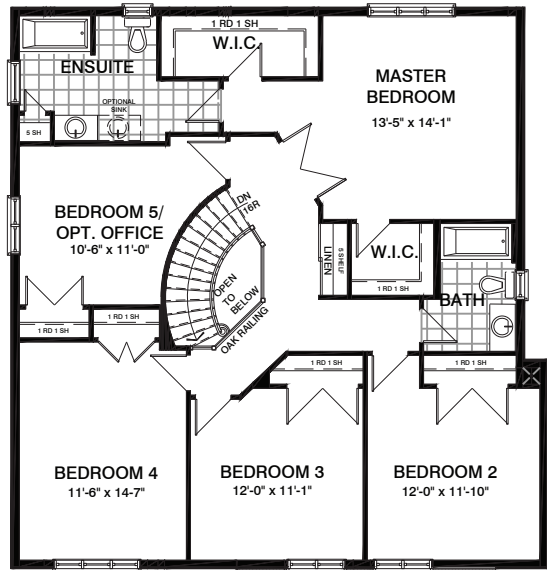 1 RD 1 SH
W.I.C.
ENSUITE
OPTIONAL
SINK
5 SH
MASTER
BEDROOM
13'-5" x 14'-1"
BEDROOM 5/
OPT. OFFICE
10'-6" x 11'-0"
DN
16R
OPEN
TO
BELOW
OAK RAILING
LINEN
5 SHELF
W.I.C.
1 RD 1 SH
BATH
1 RD 1 SH
1 RD 1 SH
1 RD 1 SH
1 RD 1 SH
BEDROOM 4
11'-6" x 14-7"
BEDROOM 3
12'-0" x 11'-1"
BEDROOM 2
12'-0" x 11'-10"